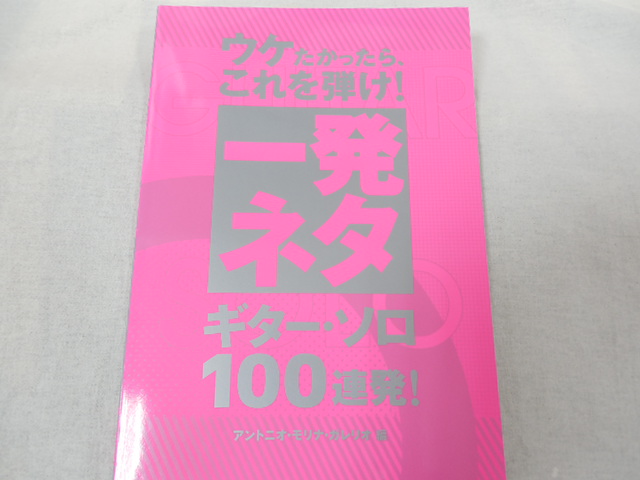 ウケたかったら、
これを弾け!
一発
ネタ
ギター・ソロ
100連発!
アントニオ・モリナ・ガレリオ 編